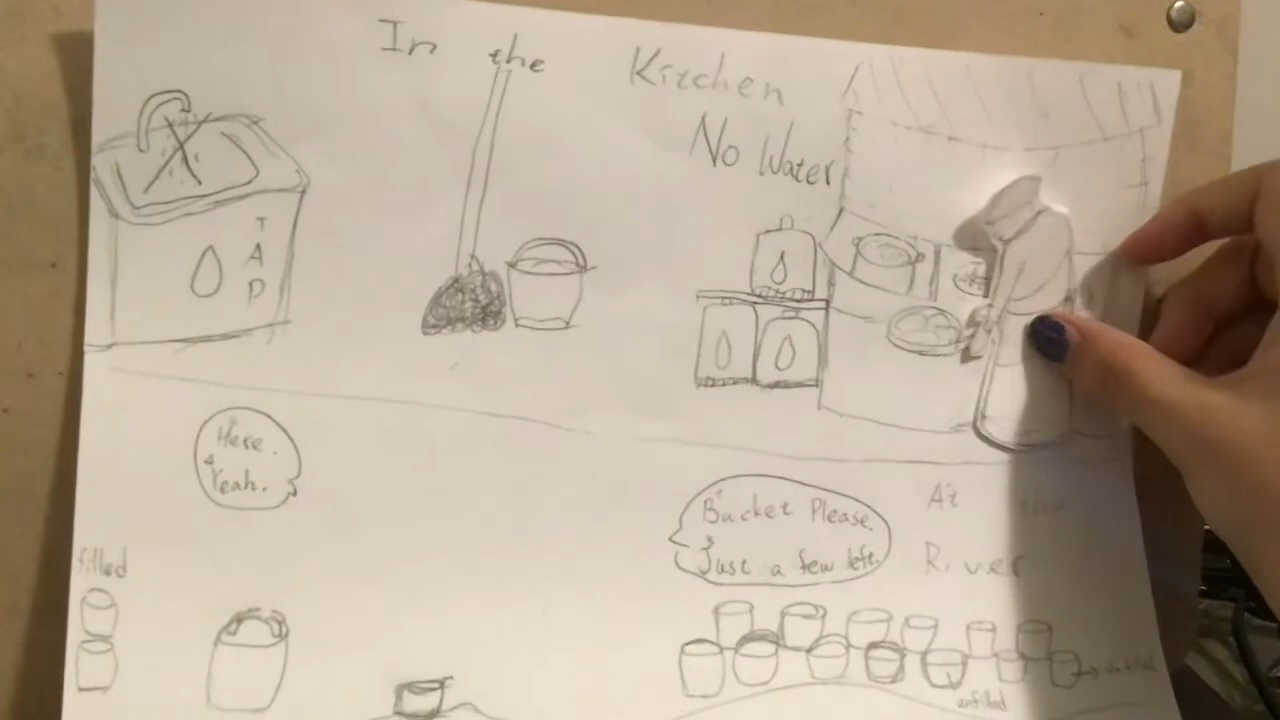 In the Kitchen
No Water
TAP
Here.
Yeah.
filled
Bucket Please.
Just a few left.
At
River
unfilled